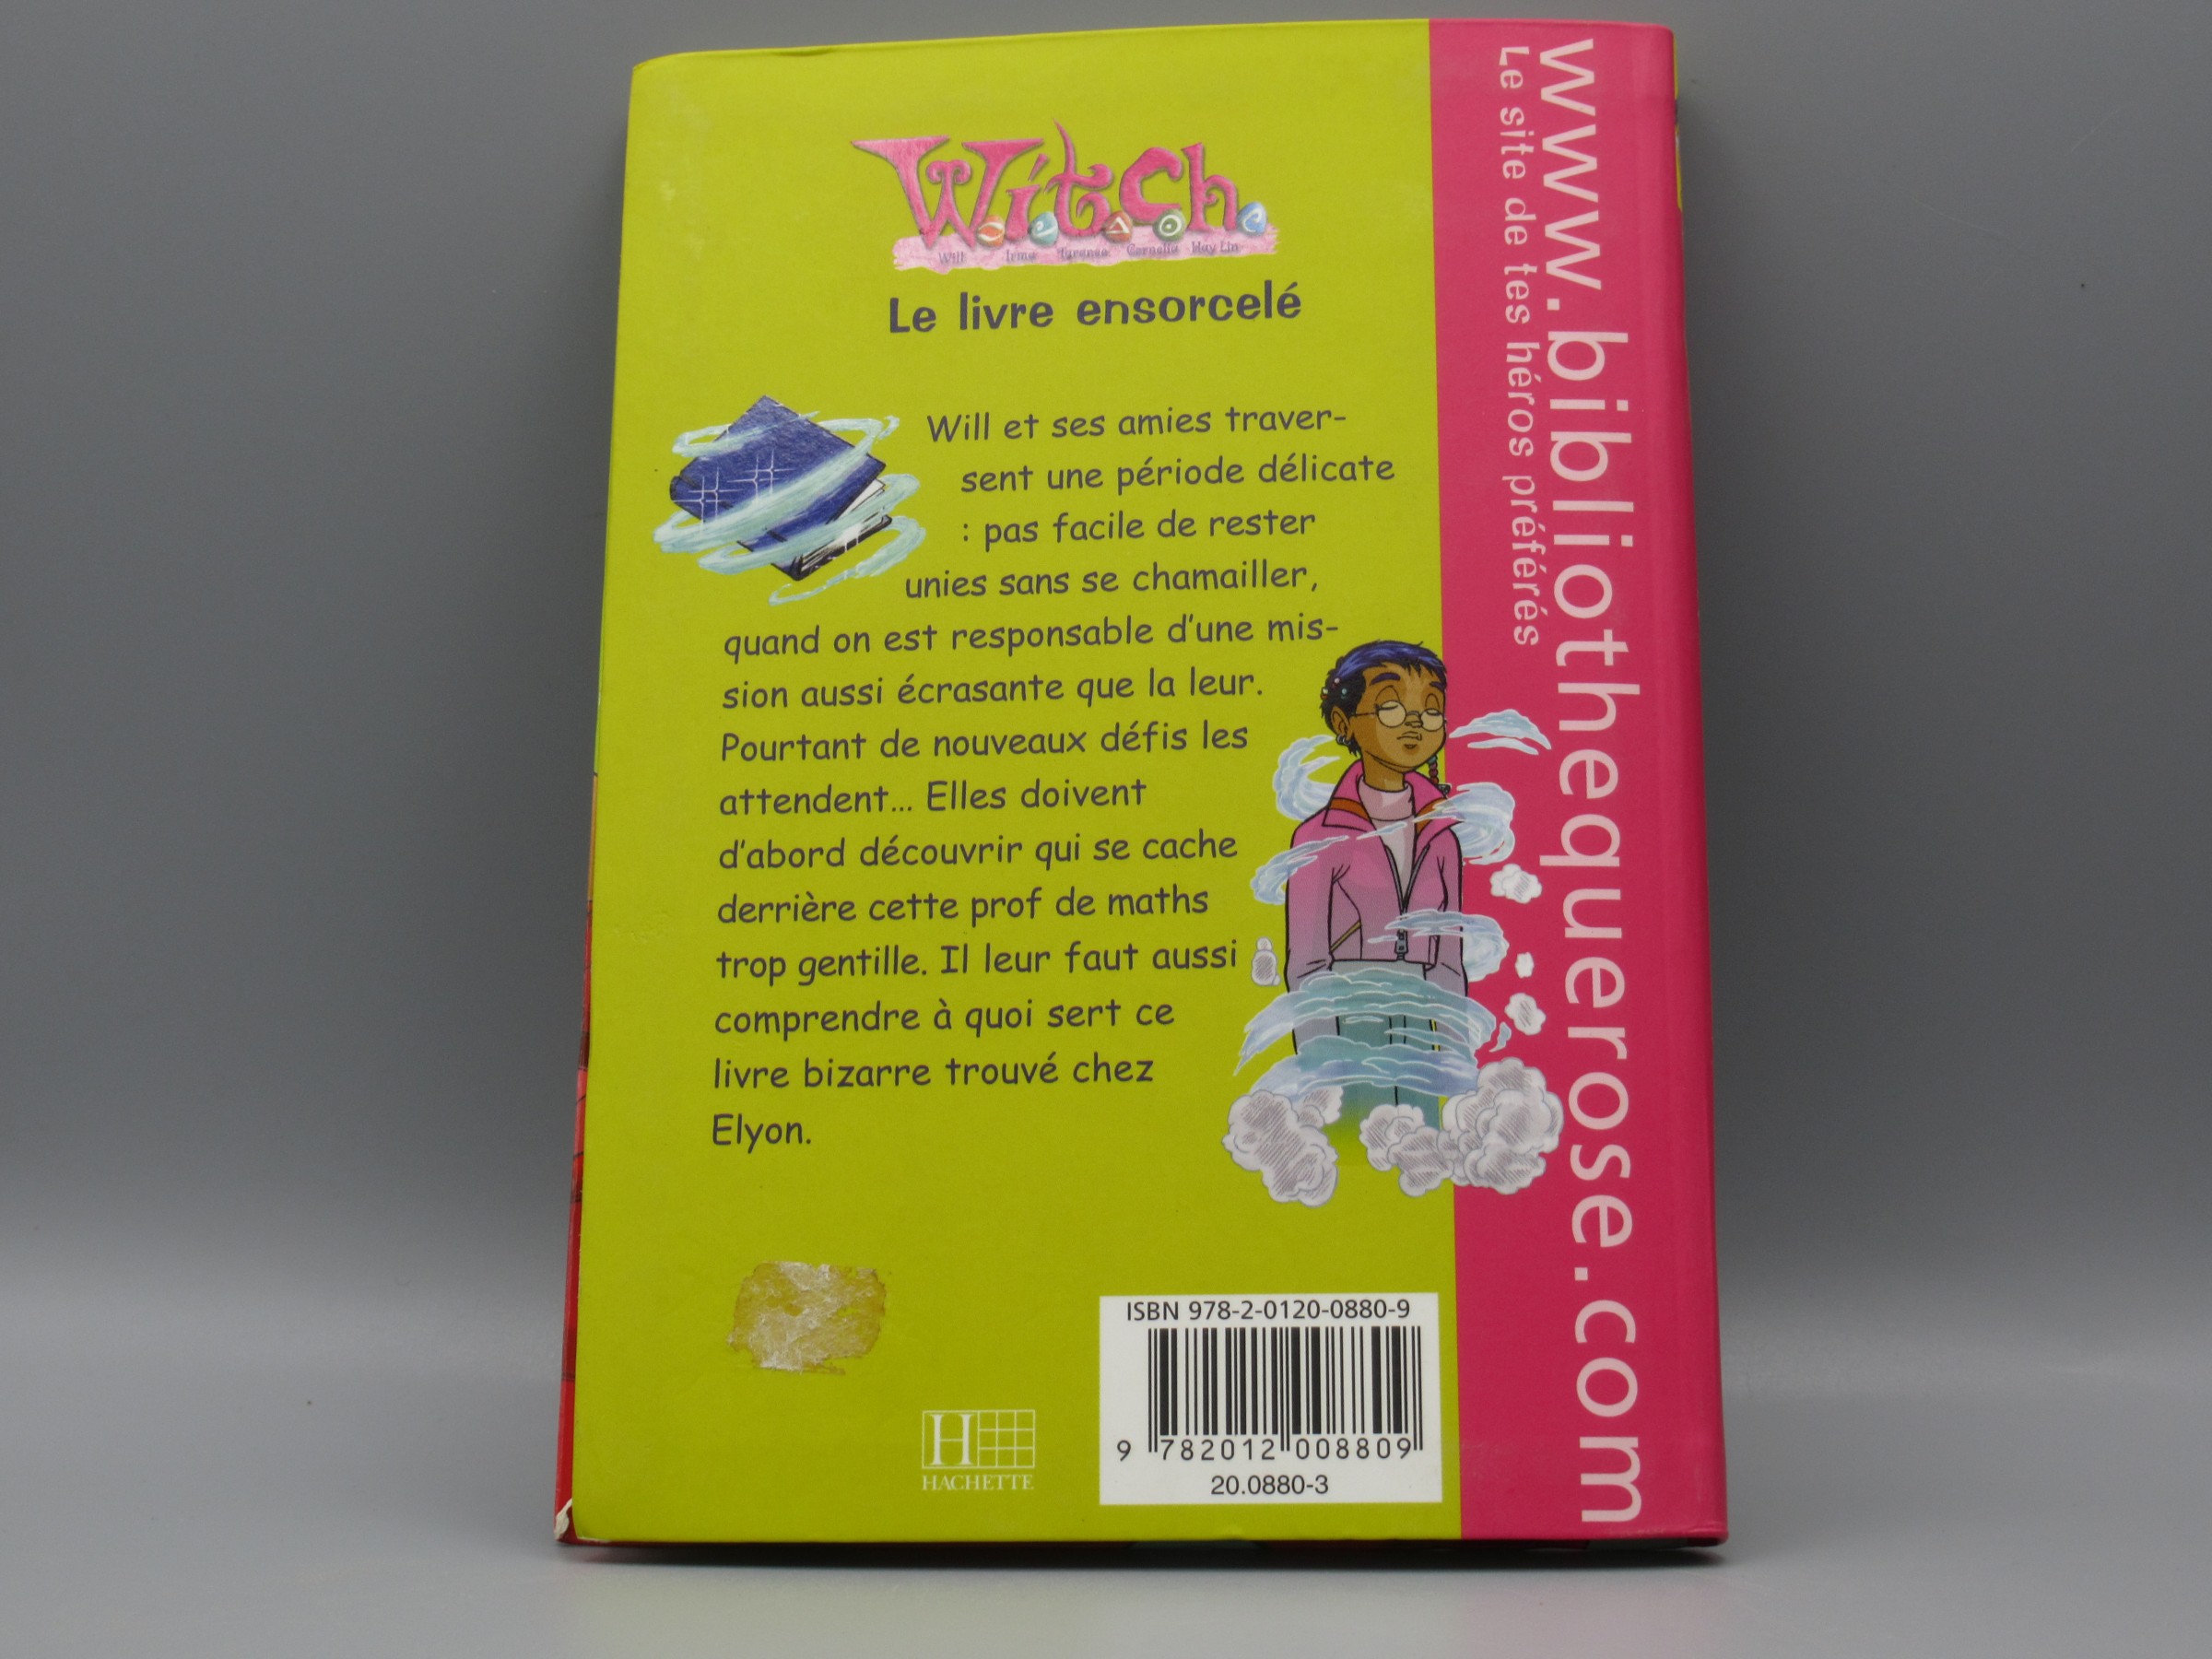 W.i.t.c.h.
Will Irma Taranee Cornelia Hay Lin
Le livre ensorcelé
Will et ses amies traver-
sent une période délicate
: pas facile de rester
unies sans se chamailler,
quand on est responsable d'une mis-
sion aussi écrasante que la leur.
Pourtant de nouveaux défis les
attendent... Elles doivent
d'abord découvrir qui se cache
derrière cette prof de maths
trop gentille. Il leur faut aussi
comprendre à quoi sert ce
livre bizarre trouvé chez
Elyon.
www.bibliothequerose.com
Le site de tes héros préférés
ISBN 978-2-0120-0880-9
9 782012 008809
20.0880-3
H
HACHETTE